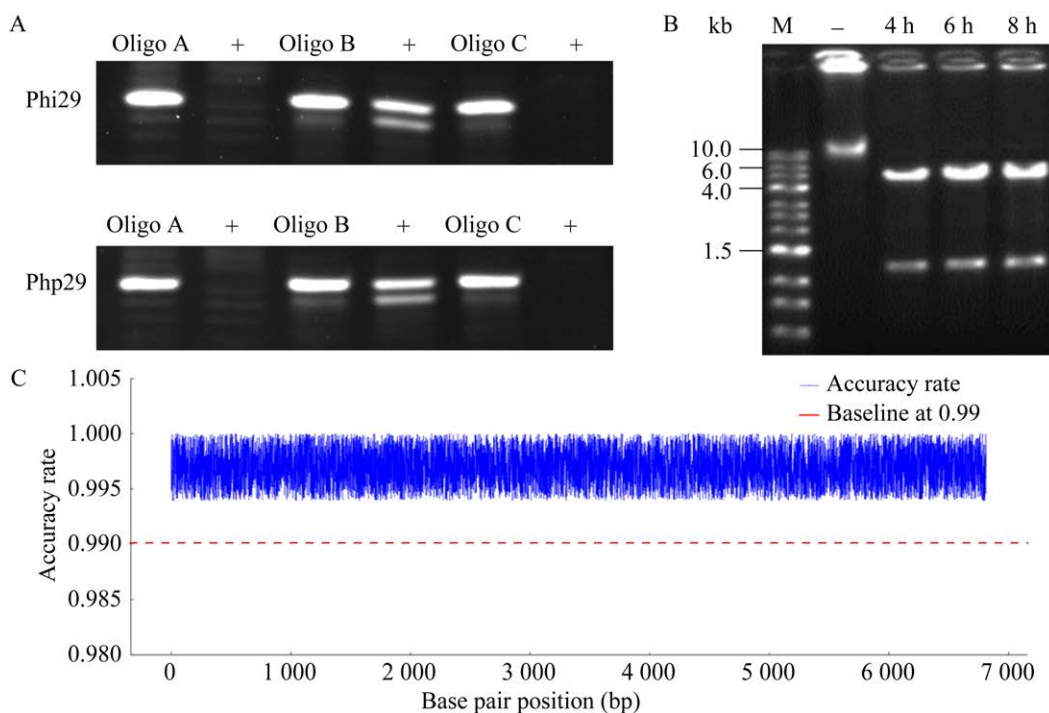 A
Oligo A + Oligo B + Oligo C +
Phi29
Oligo A + Oligo B + Oligo C +
Php29
B
kb M – 4 h 6 h 8 h
10.0
6.0
4.0
1.5
C
Accuracy rate
1.005
1.000
0.995
0.990
0.985
0.980
Accuracy rate
Baseline at 0.99
0 1 000 2 000 3 000 4 000 5 000 6 000 7 000
Base pair position (bp)